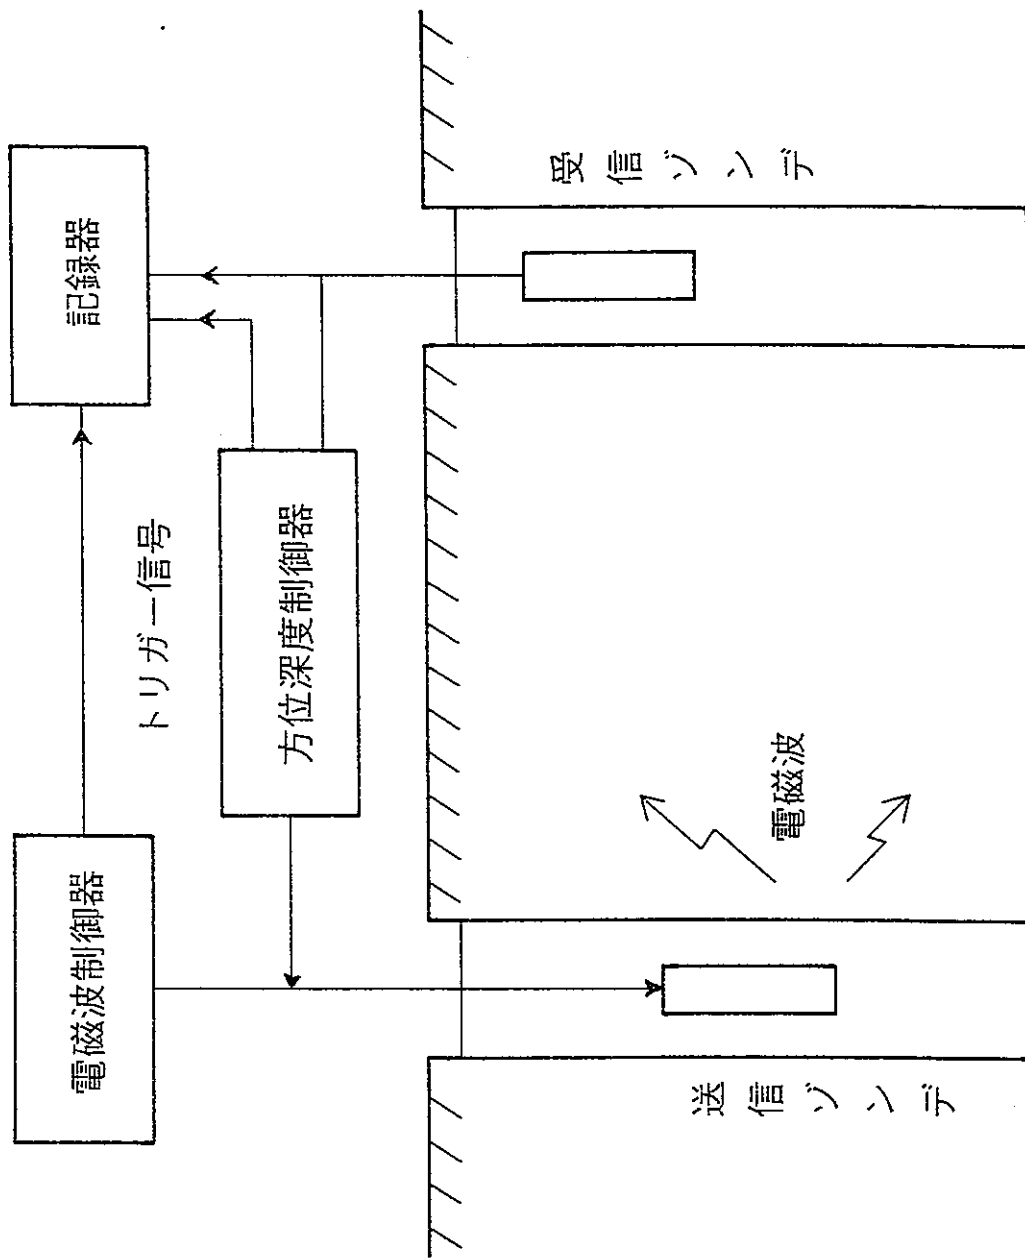 電磁波制御器
記録器
トリガー信号
方位深度制御器
受信ゾンデ
電磁波
送信ゾンデ